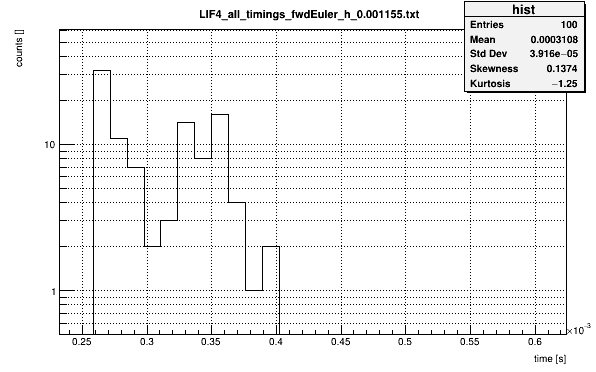 LIF4_all_timings_fwdEuler_h_0.001155.txt
hist
Entries 100
Mean 0.0003108
Std Dev 3.916e−05
Skewness 0.1374
Kurtosis −1.25
counts []
10
1
0.25 0.3 0.35 0.4 0.45 0.5 0.55 0.6
×10⁻³
time [s]